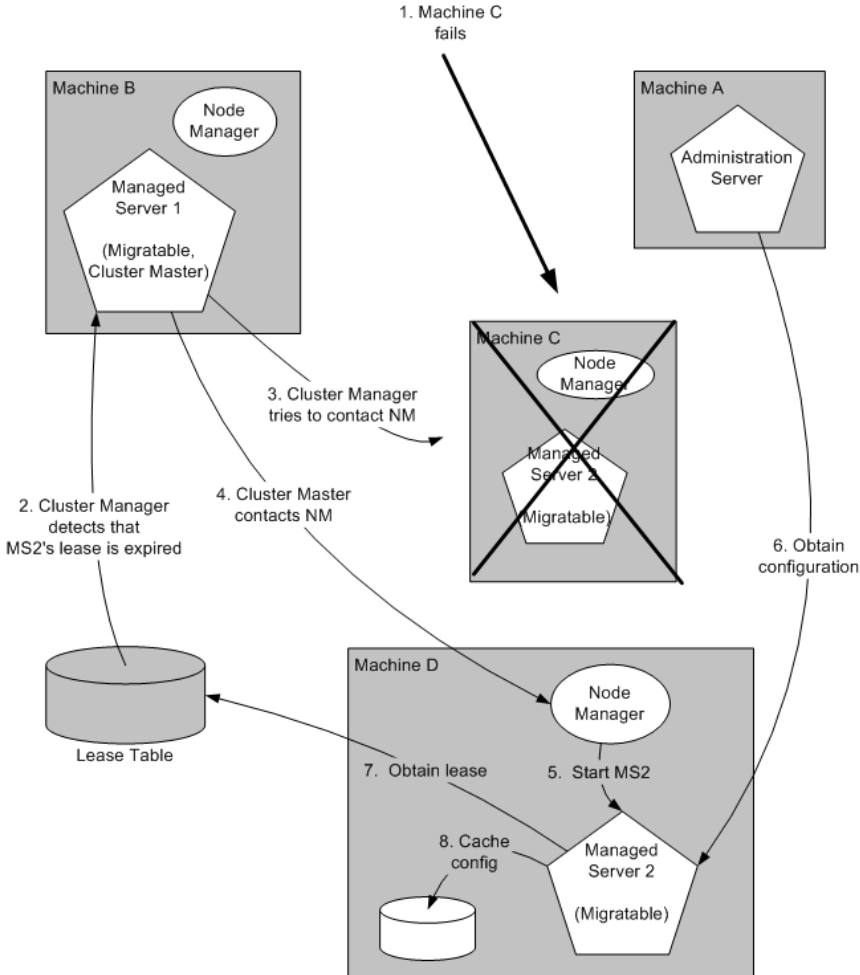 1. Machine C
fails
Machine B
Node
Manager
Managed
Server 1
(Migratable,
Cluster Master)
Machine A
Administration
Server
Machine C
Node
Manager
Managed
Server 2
(Migratable)
3. Cluster Manager
tries to contact NM
4. Cluster Master
contacts NM
2. Cluster Manager
detects that
MS2's lease is expired
6. Obtain
configuration
Lease Table
Machine D
Node
Manager
7. Obtain lease
5. Start MS2
8. Cache
config
Managed
Server 2
(Migratable)